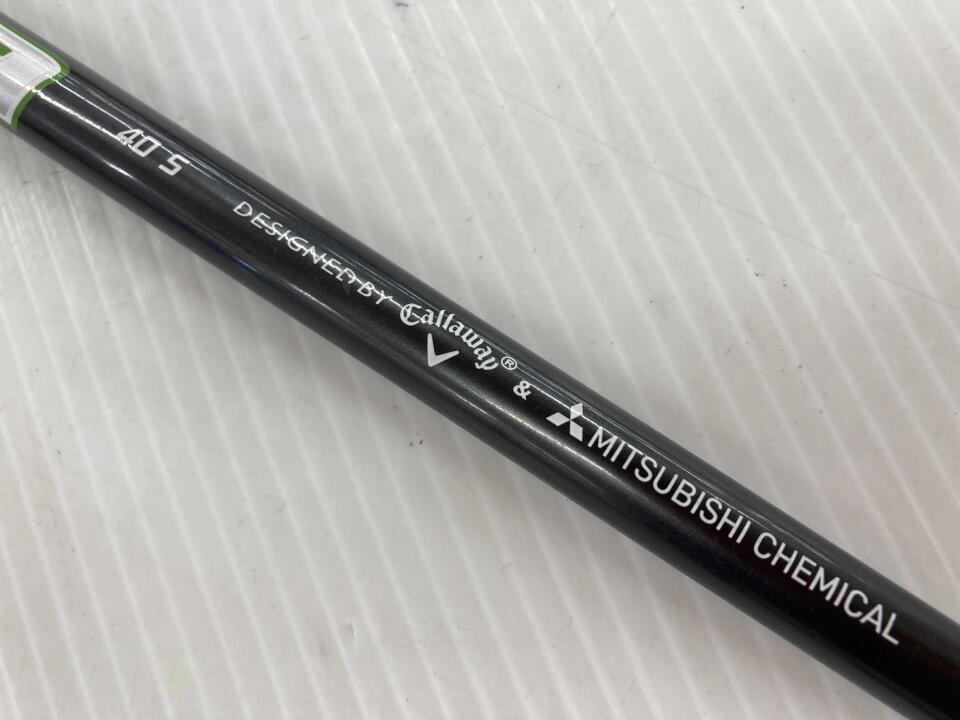 40 S
DESIGNED BY Callaway® & MITSUBISHI CHEMICAL